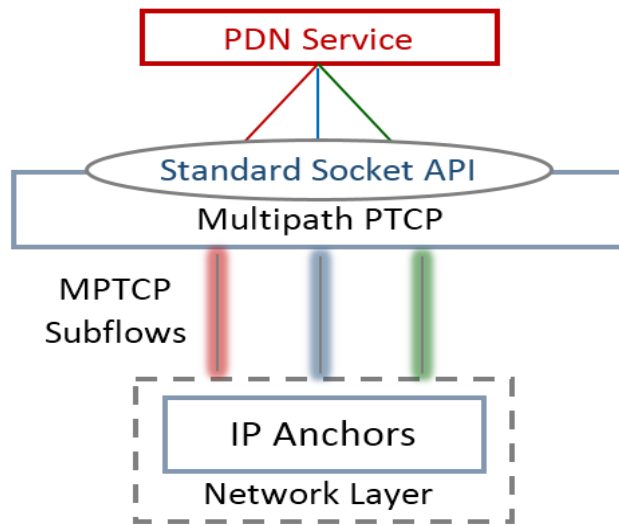 PDN Service
Standard Socket API
Multipath PTCP
MPTCP
Subflows
IP Anchors
Network Layer